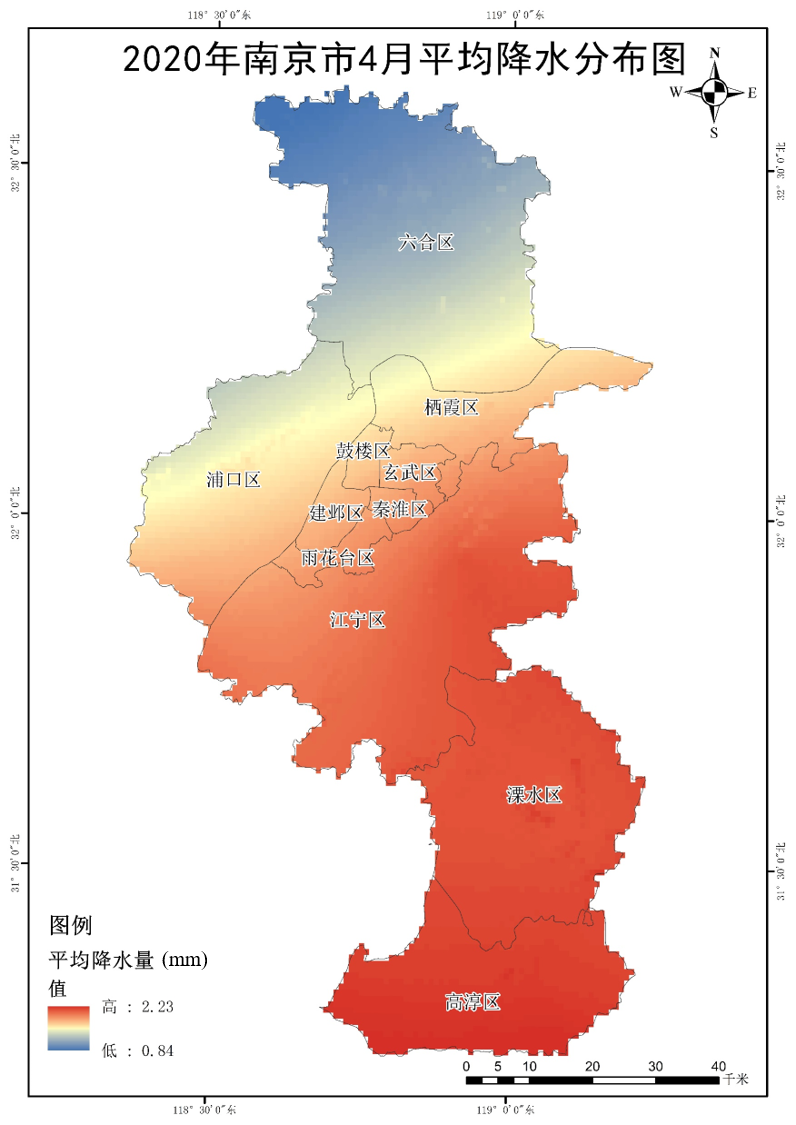 118° 30′0″东
119° 0′0″东
2020年南京市4月平均降水分布图
N
W
E
S
32° 30′0″北
32° 30′0″北
六合区
栖霞区
鼓楼区
玄武区
浦口区
建邺区
秦淮区
32° 0′0″北
32° 0′0″北
雨花台区
江宁区
溧水区
31° 30′0″北
31° 30′0″北
图例
平均降水量 (mm)
值
高 : 2.23
低 : 0.84
高淳区
0 5 10 20 30 40
千米
118° 30′0″东
119° 0′0″东